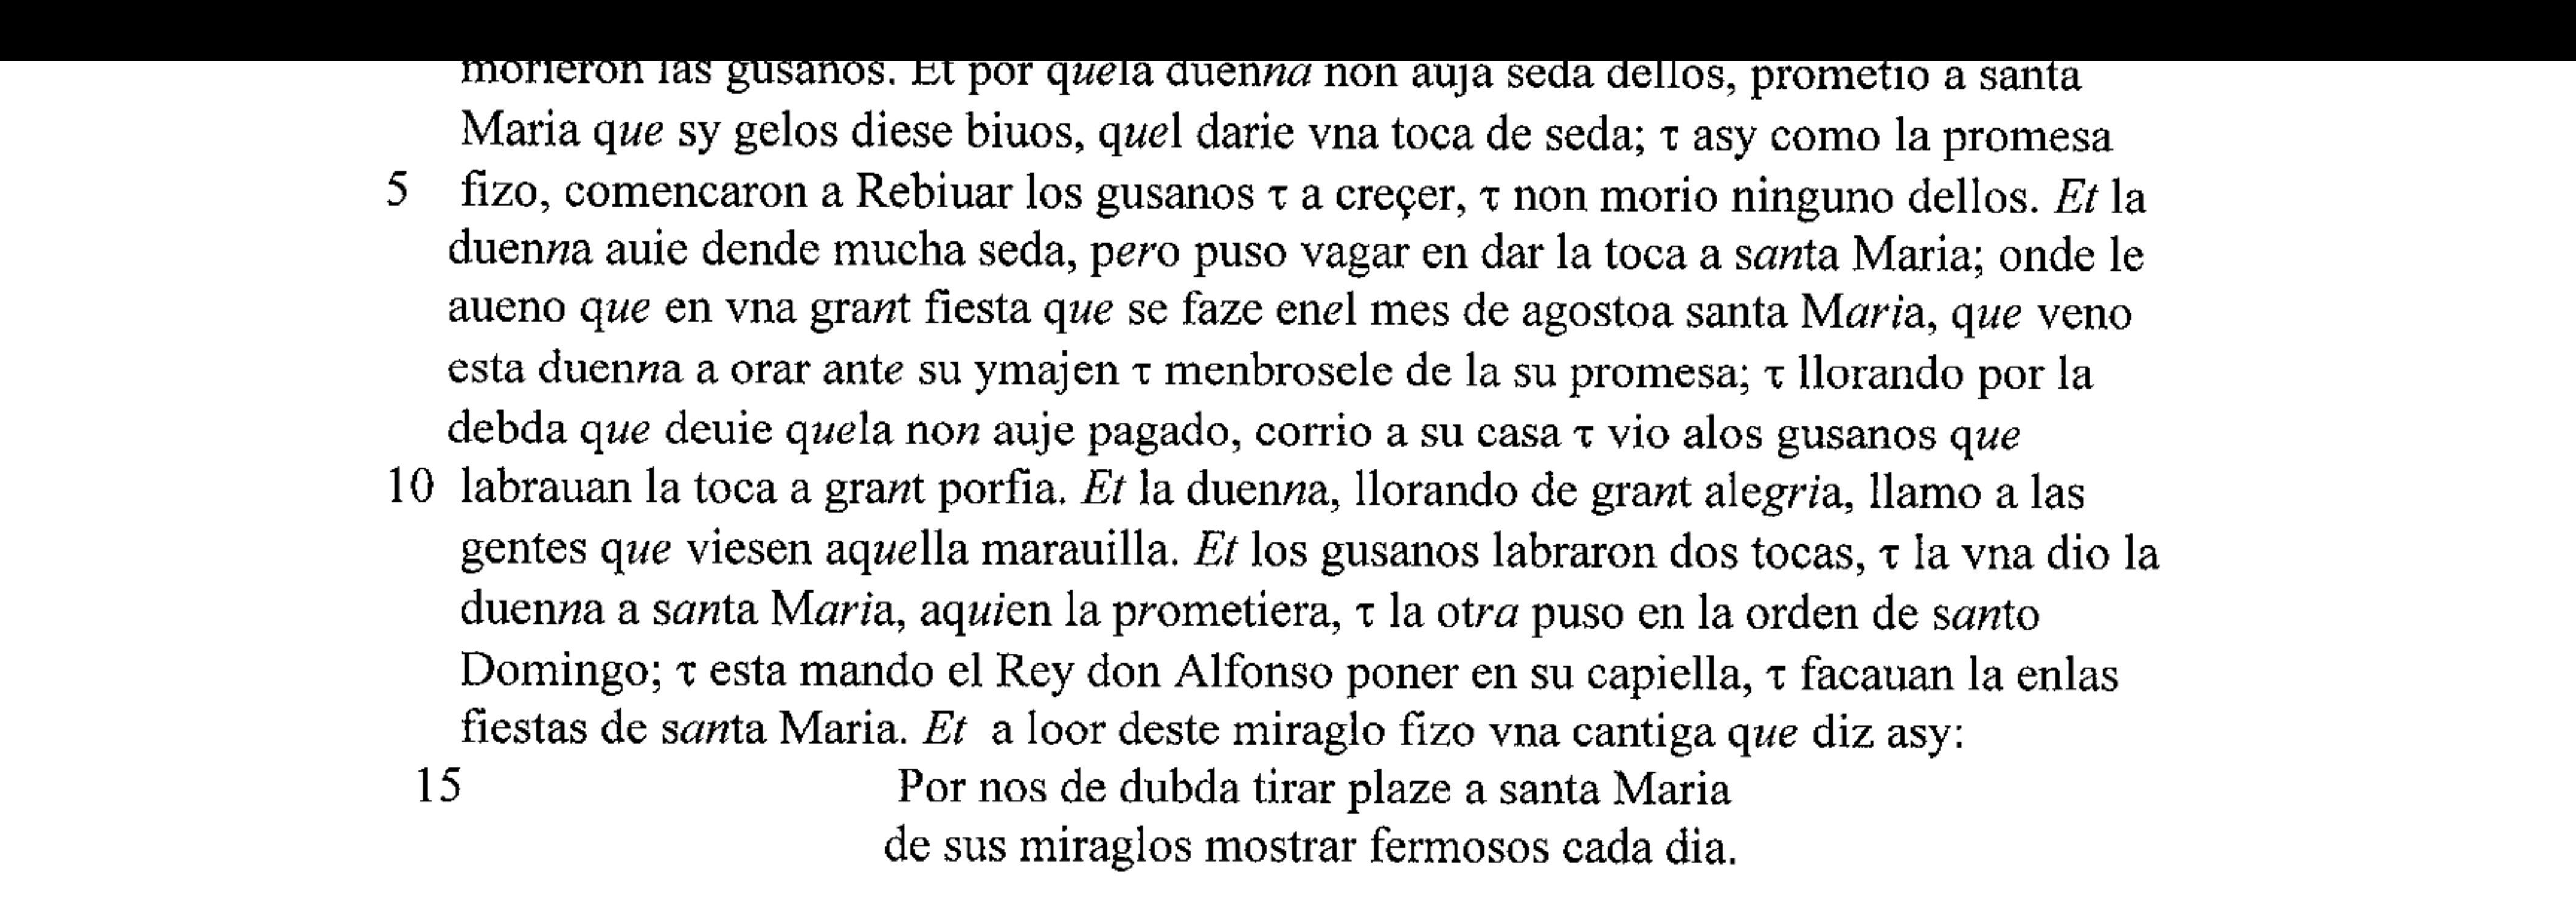 morieron las gusanos. Et por quela duenna non auja seda dellos, prometio a santa
Maria que sy gelos diese biuos, quel darie vna toca de seda; τ asy como la promesa
5 fizo, comencaron a Rebiuar los gusanos τ a creçer, τ non morio ninguno dellos. Et la
duenna auie dende mucha seda, pero puso vagar en dar la toca a santa Maria; onde le
aueno que en vna grant fiesta que se faze enel mes de agostoa santa Maria, que veno
esta duenna a orar ante su ymajen τ menbrosele de la su promesa; τ llorando por la
debda que deuie quela non auje pagado, corrio a su casa τ vio alos gusanos que
10 labrauan la toca a grant porfia. Et la duenna, llorando de grant alegria, llamo a las
gentes que viesen aquella marauilla. Et los gusanos labraron dos tocas, τ la vna dio la
duenna a santa Maria, aquien la prometiera, τ la otra puso en la orden de santo
Domingo; τ esta mando el Rey don Alfonso poner en su capiella, τ facauan la enlas
fiestas de santa Maria. Et a loor deste miraglo fizo vna cantiga que diz asy:
15 Por nos de dubda tirar plaze a santa Maria
de sus miraglos mostrar fermosos cada dia.